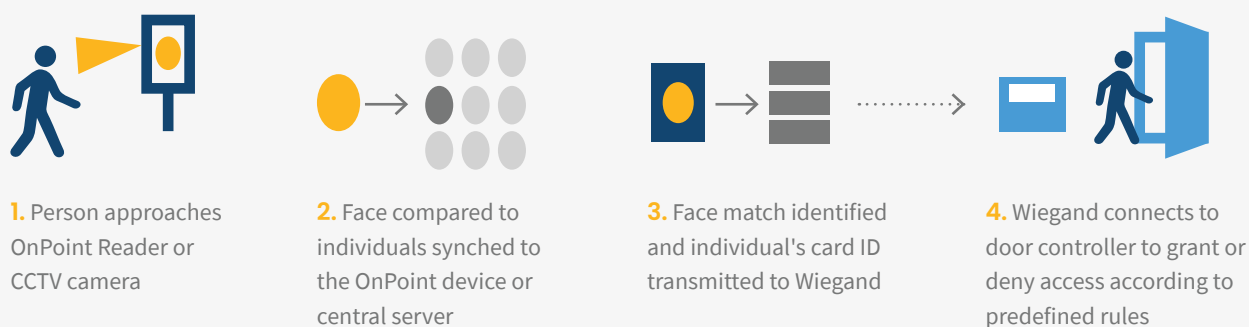 1. Person approaches
OnPoint Reader or
CCTV camera
2. Face compared to
individuals synched to
the OnPoint device or
central server
3. Face match identified
and individual's card ID
transmitted to Wiegand
4. Wiegand connects to
door controller to grant or
deny access according to
predefined rules